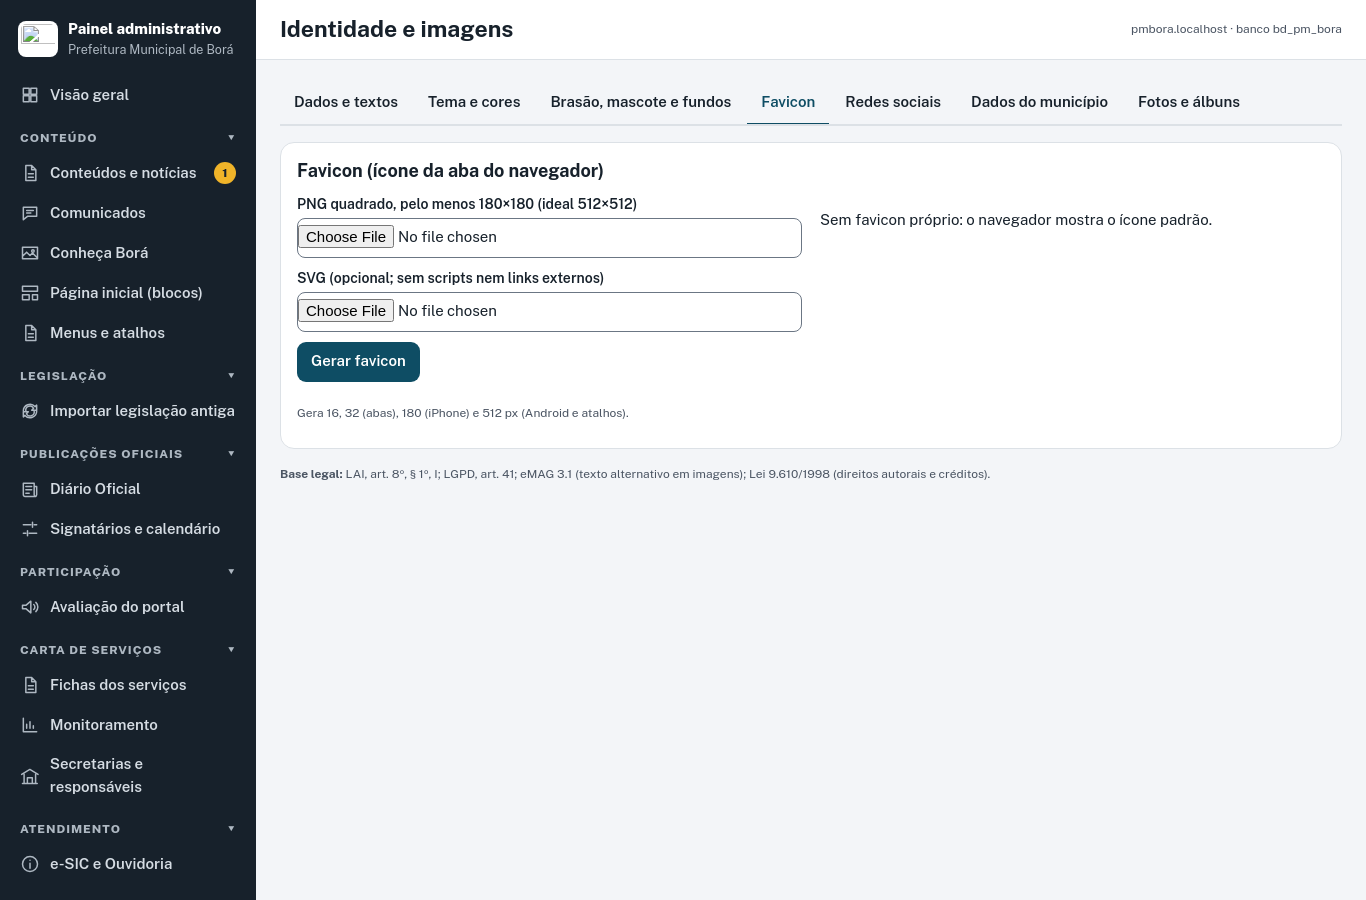 Painel administrativo
Prefeitura Municipal de Borá
Visão geral
CONTEÚDO
Conteúdos e notícias
1
Comunicados
Conheça Borá
Página inicial (blocos)
Menus e atalhos
LEGISLAÇÃO
Importar legislação antiga
PUBLICAÇÕES OFICIAIS
Diário Oficial
Signatários e calendário
PARTICIPAÇÃO
Avaliação do portal
CARTA DE SERVIÇOS
Fichas dos serviços
Monitoramento
Secretarias e
responsáveis
ATENDIMENTO
e-SIC e Ouvidoria
Identidade e imagens
pmbora.localhost · banco bd_pm_bora
Dados e textos
Tema e cores
Brasão, mascote e fundos
Favicon
Redes sociais
Dados do município
Fotos e álbuns
Favicon (ícone da aba do navegador)
PNG quadrado, pelo menos 180×180 (ideal 512×512)
Choose File No file chosen
Sem favicon próprio: o navegador mostra o ícone padrão.
SVG (opcional; sem scripts nem links externos)
Choose File No file chosen
Gerar favicon
Gera 16, 32 (abas), 180 (iPhone) e 512 px (Android e atalhos).
Base legal: LAI, art. 8º, § 1º, I; LGPD, art. 41; eMAG 3.1 (texto alternativo em imagens); Lei 9.610/1998 (direitos autorais e créditos).